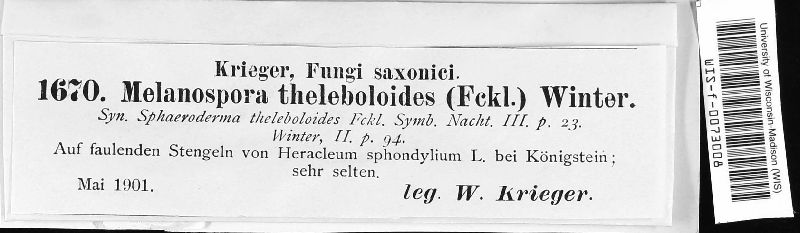 Krieger, Fungi saxonici.
1670. Melanospora theleboloides (Fckl.) Winter.
Syn. Sphaeroderma theleboloides Fckl. Symb. Nacht. III. p. 23.
Winter, II. p. 94.
Auf faulenden Stengeln von Heracleum sphondylium L. bei Königstein;
sehr selten.
Mai 1901.
leg. W. Krieger.
University of Wisconsin-Madison (WIS)
WIS-f-0073008